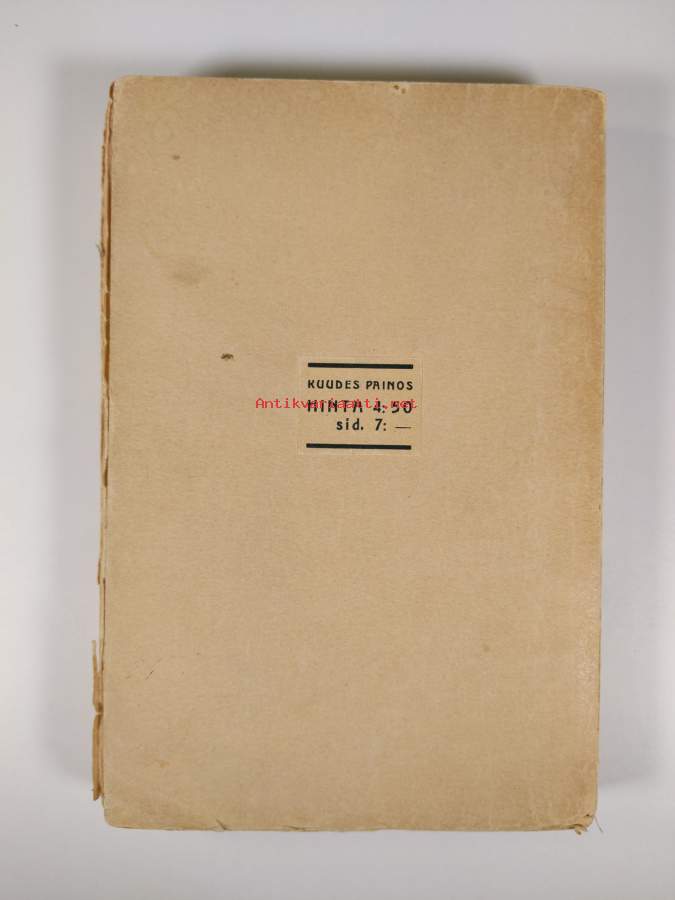 KUUDES PAINOS
HINTA 4:50
Antikvariaatti.net
sid. 7: —